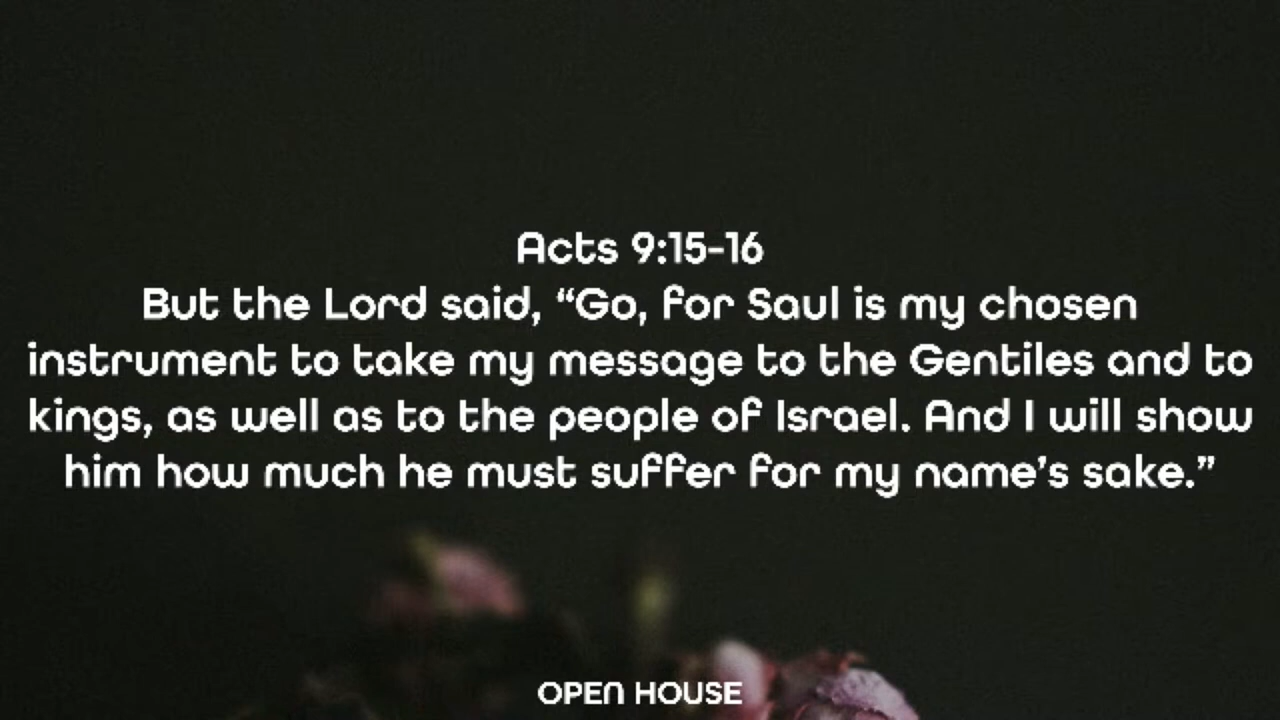 Acts 9:15-16
But the Lord said, “Go, for Saul is my chosen
instrument to take my message to the Gentiles and to
kings, as well as to the people of Israel. And I will show
him how much he must suffer for my name’s sake.”
OPEN HOUSE